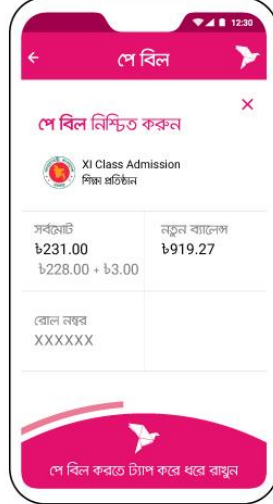 12:30
পে বিল
পে বিল নিশ্চিত করুন
XI Class Admission
শিক্ষা প্রতিষ্ঠান
সর্বমোট
৳231.00
৳228.00 + ৳3.00
নতুন ব্যালেন্স
৳919.27
রোল নম্বর
XXXXXX
পে বিল করতে ট্যাপ করে ধরে রাখুন